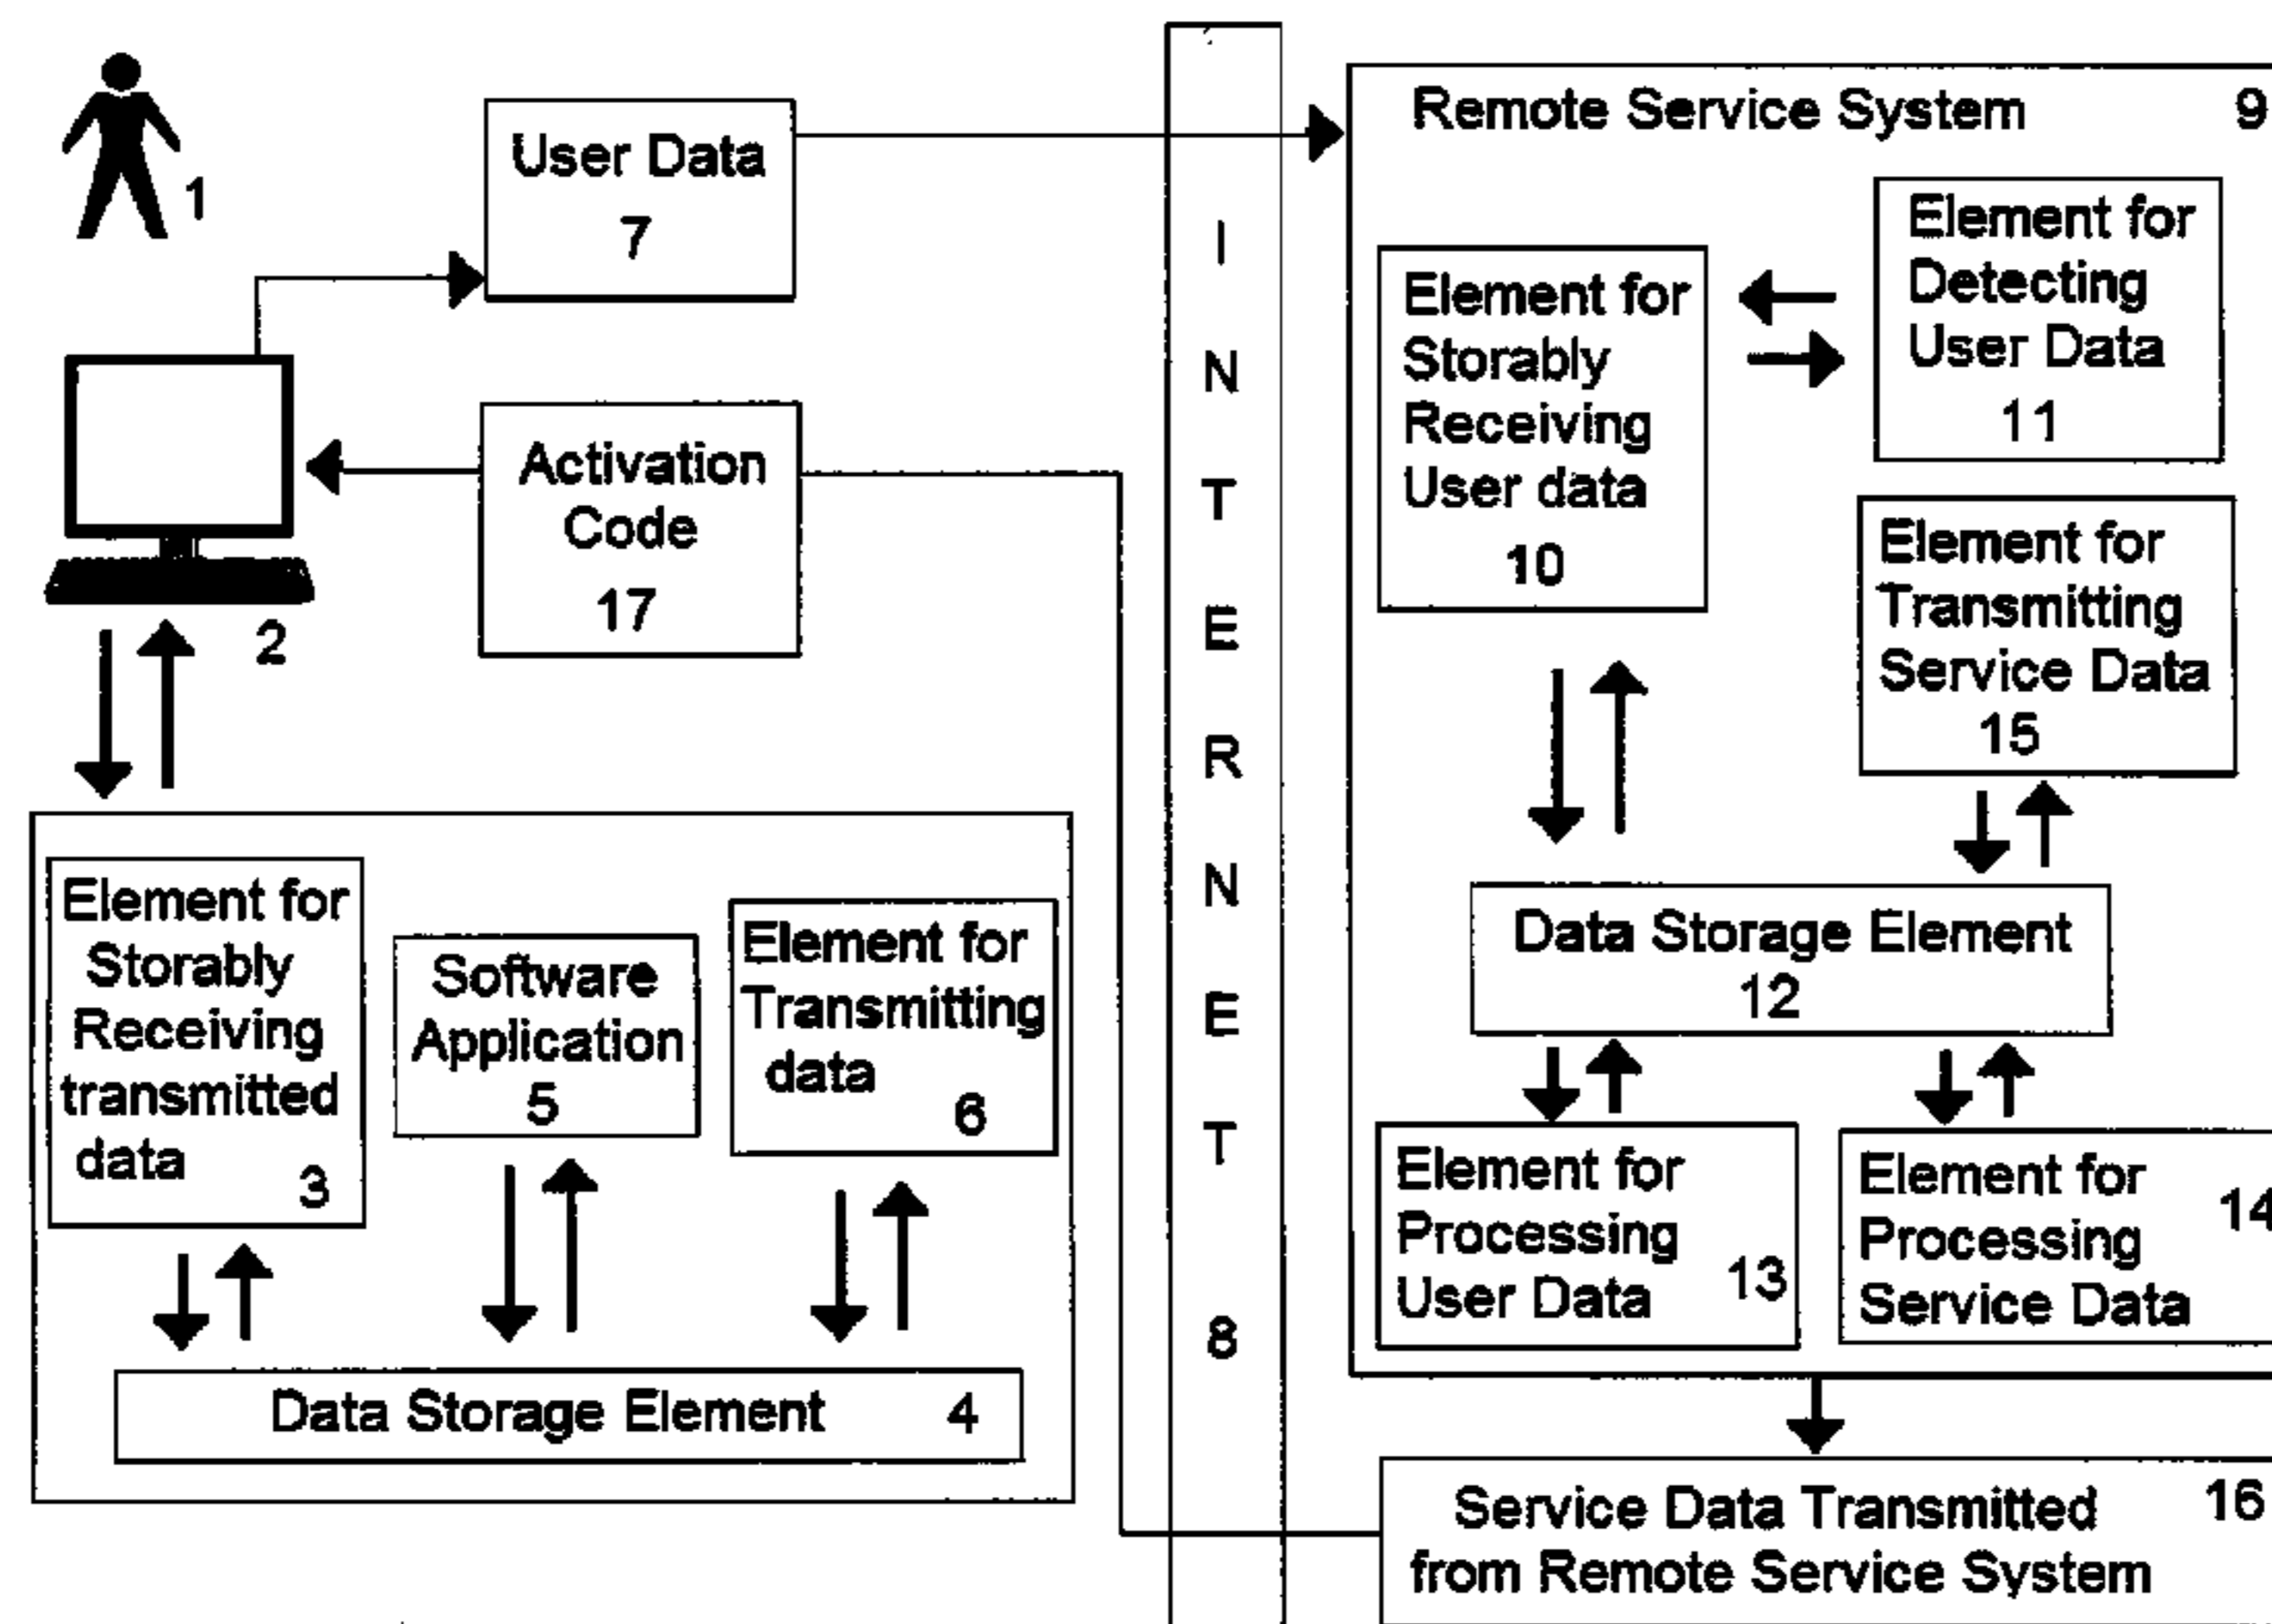 1
User Data
7
2
Activation
Code
17
Element for
Storably
Receiving
transmitted
data
3
Software
Application
5
Element for
Transmitting
data
6
Data Storage Element 4
I
N
T
E
R
N
E
T
8
Remote Service System 9
Element for
Storably
Receiving
User data
10
Element for
Detecting
User Data
11
Element for
Transmitting
Service Data
15
Data Storage Element
12
Element for
Processing
User Data
13
Element for
Processing
Service Data
14
Service Data Transmitted 16
from Remote Service System